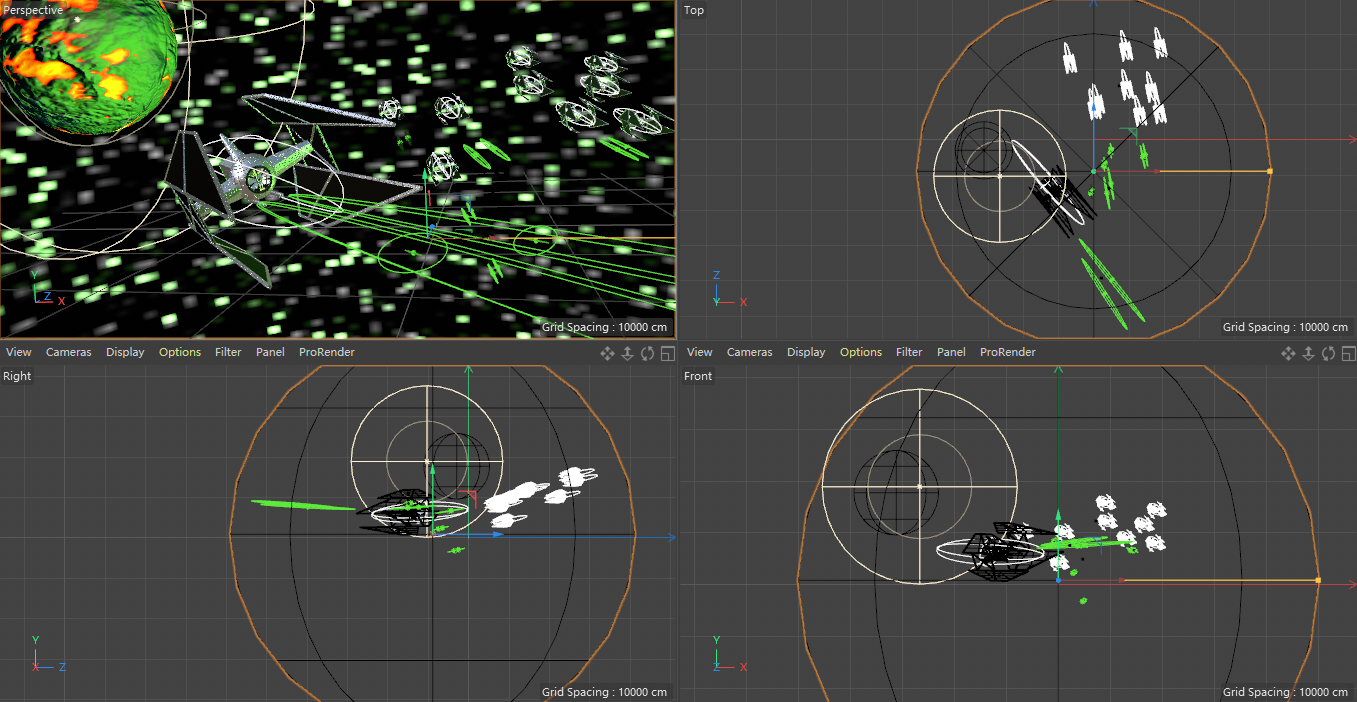 Perspective
Top
Y
Z X
Grid Spacing : 10000 cm
Z
Y X
Grid Spacing : 10000 cm
View Cameras Display Options Filter Panel ProRender
View Cameras Display Options Filter Panel ProRender
Right
Front
Y
X Z
Grid Spacing : 10000 cm
Y
Z X
Grid Spacing : 10000 cm